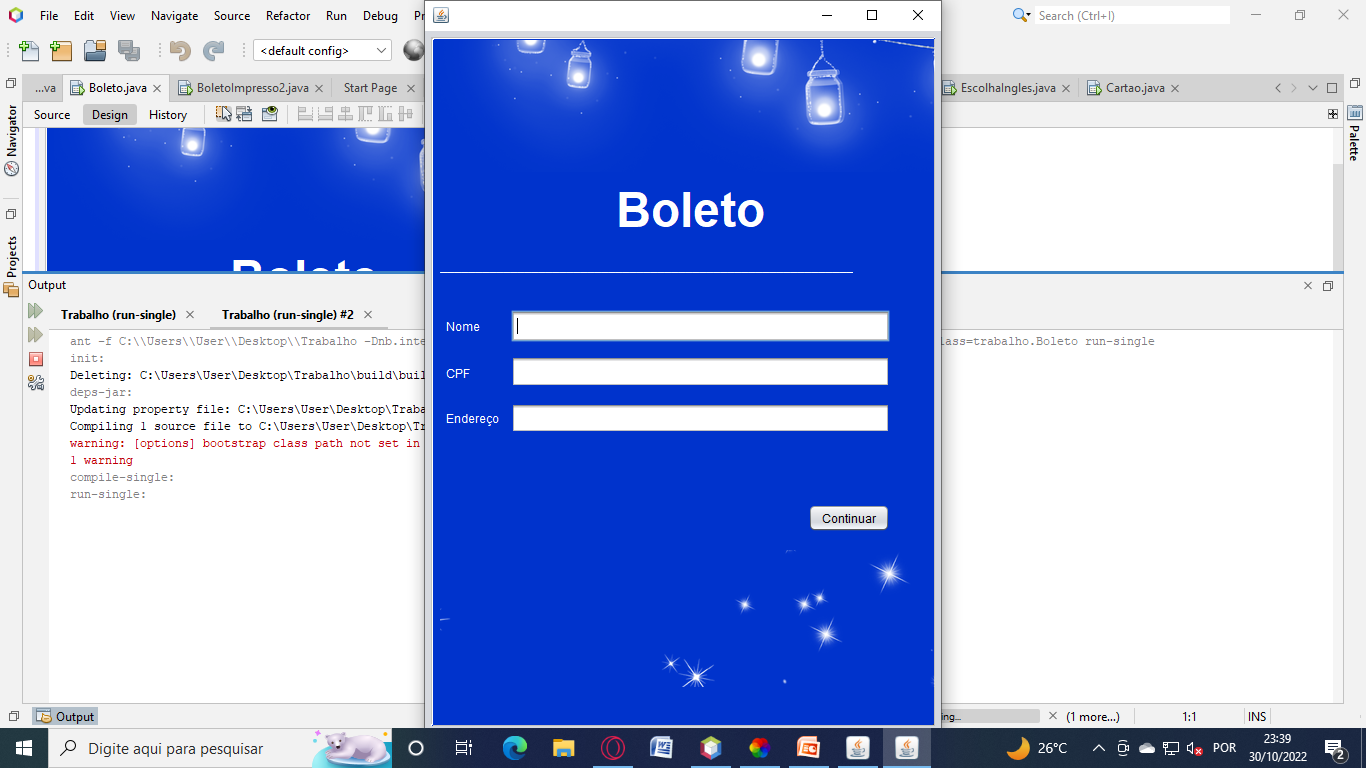 File Edit View Navigate Source Refactor Run Debug
Search (Ctrl+I)
<default config>
...va
Boleto.java
BoletoImpresso2.java
Start Page
EscolhaIngles.java
Cartao.java
Source Design History
Navigator
Projects
Palette
Boleto
Boleto
Nome
CPF
Endereço
Continuar
Output
Trabalho (run-single)
Trabalho (run-single) #2
ant -f C:\\Users\\User\\Desktop\\Trabalho -Dnb.inte
lass=trabalho.Boleto run-single
init:
Deleting: C:\Users\User\Desktop\Trabalho\build\buil
deps-jar:
Updating property file: C:\Users\User\Desktop\Traba
Compiling 1 source file to C:\Users\User\Desktop\Tr
warning: [options] bootstrap class path not set in
1 warning
compile-single:
run-single:
Output
ing...
(1 more...)
1:1
INS
Digite aqui para pesquisar
26°C
POR
23:39
30/10/2022
2